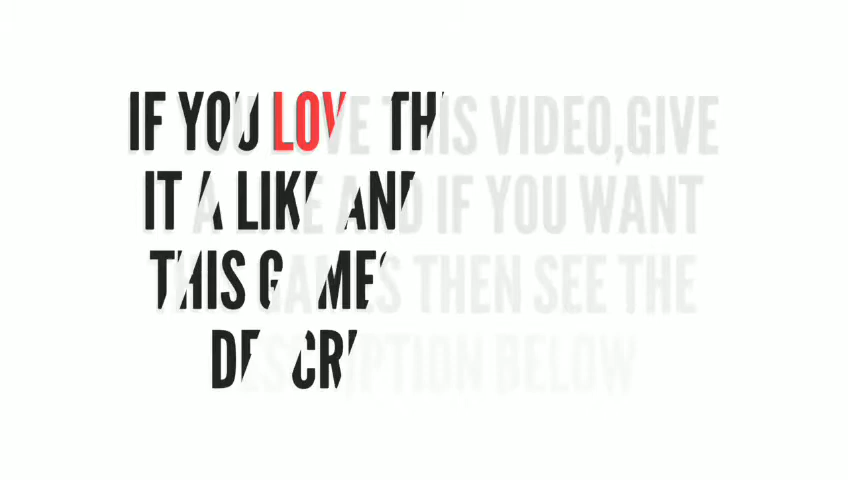 IF YOU LOVE THIS VIDEO,GIVE
IT A LIKE AND IF YOU WANT
THIS GAMES THEN SEE THE
DESCRIPTION BELOW